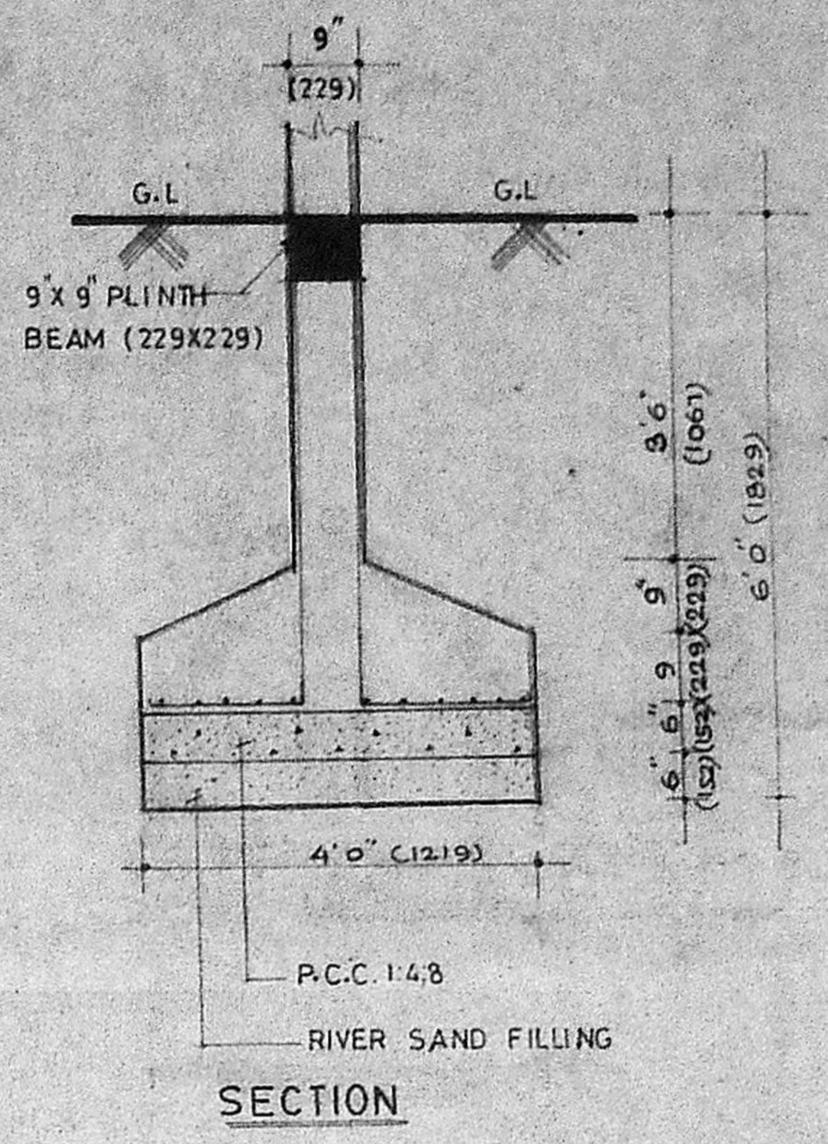 9"
(229)
G.L
G.L
9"X 9" PLINTH
BEAM (229X229)
3'6"
(1067)
6'0" (1829)
9"
(229)
9
(229)
6"
(152)
6"
(152)
4'0" (1219)
P.C.C. 1:4:8
RIVER SAND FILLING
SECTION